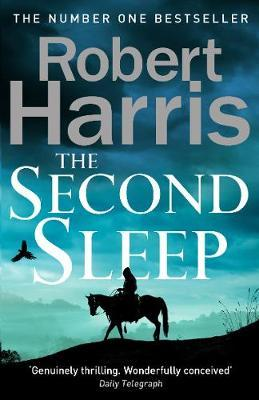 THE NUMBER ONE BESTSELLER
Robert
Harris
THE
SECOND
SLEEP
'Genuinely thrilling. Wonderfully conceived'
Daily Telegraph